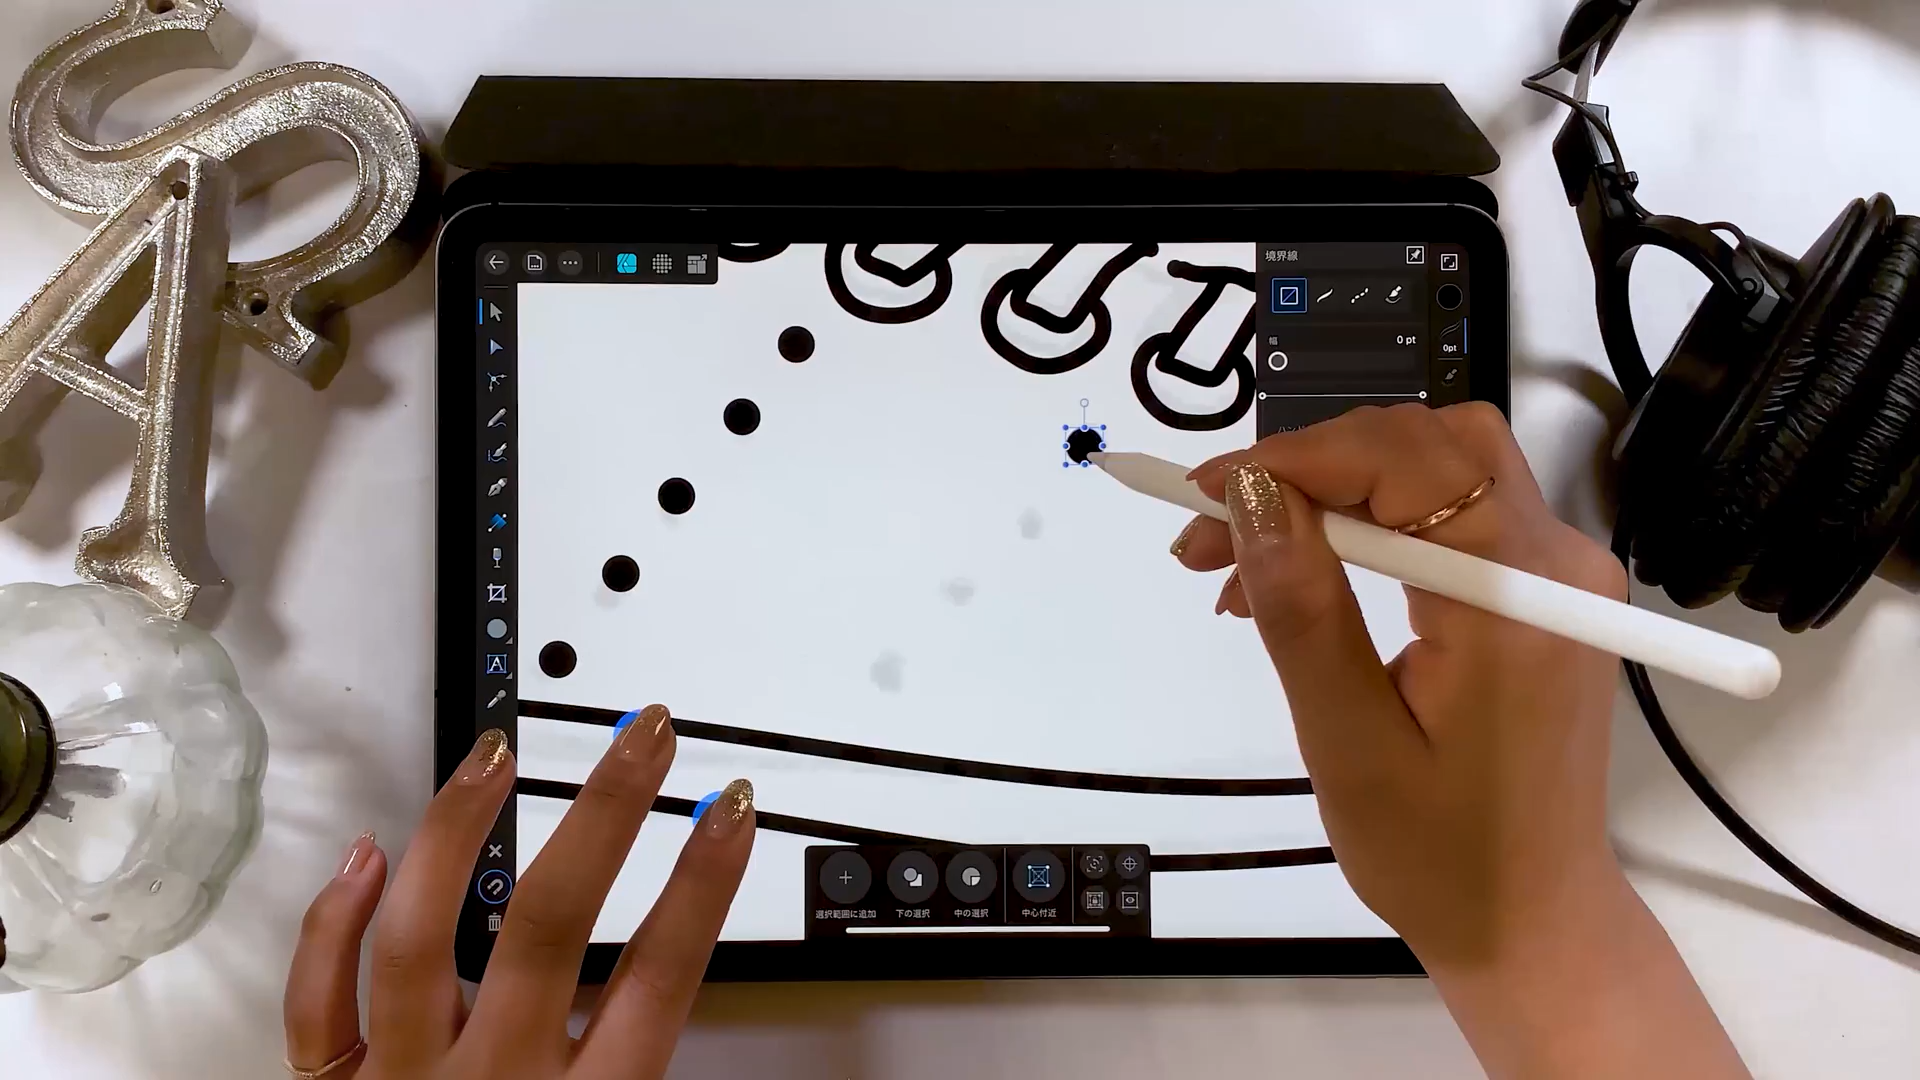 境界線
幅 0 pt
0pt
A
選択範囲に追加 下の選択 中の選択 中心付近